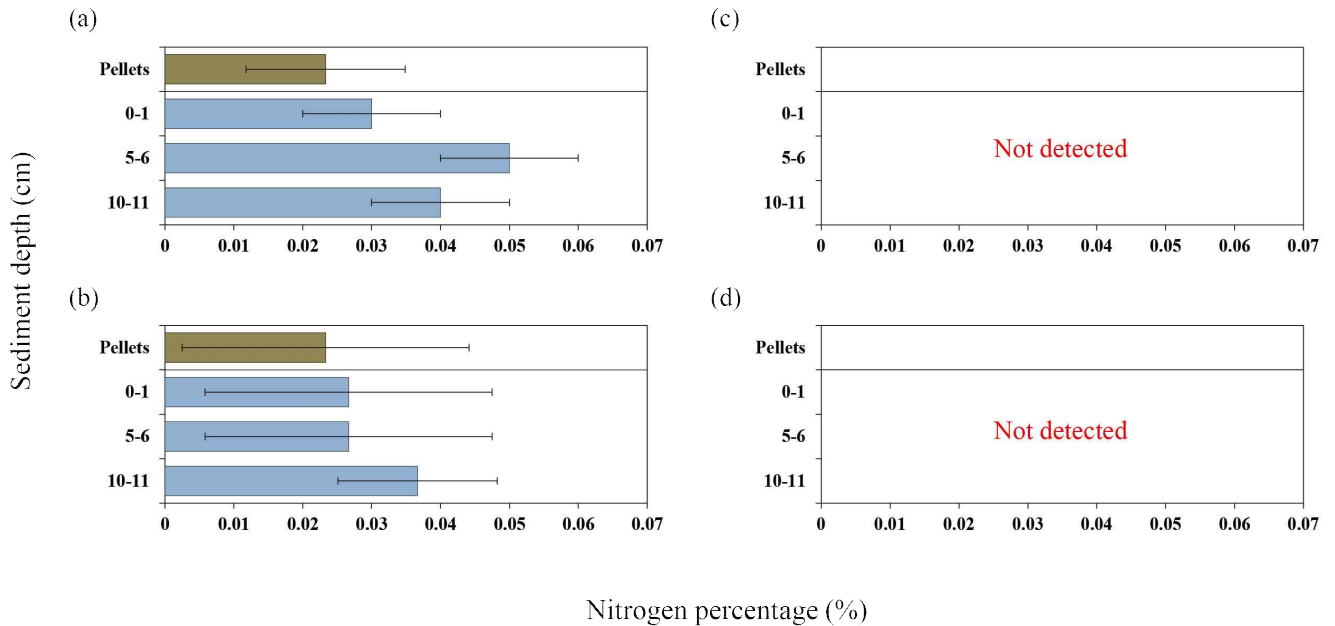 (a)
Pellets
0-1
5-6
10-11
0 0.01 0.02 0.03 0.04 0.05 0.06 0.07
(c)
Pellets
0-1
5-6
10-11
Not detected
0 0.01 0.02 0.03 0.04 0.05 0.06 0.07
Sediment depth (cm)
(b)
Pellets
0-1
5-6
10-11
0 0.01 0.02 0.03 0.04 0.05 0.06 0.07
(d)
Pellets
0-1
5-6
10-11
Not detected
0 0.01 0.02 0.03 0.04 0.05 0.06 0.07
Nitrogen percentage (%)